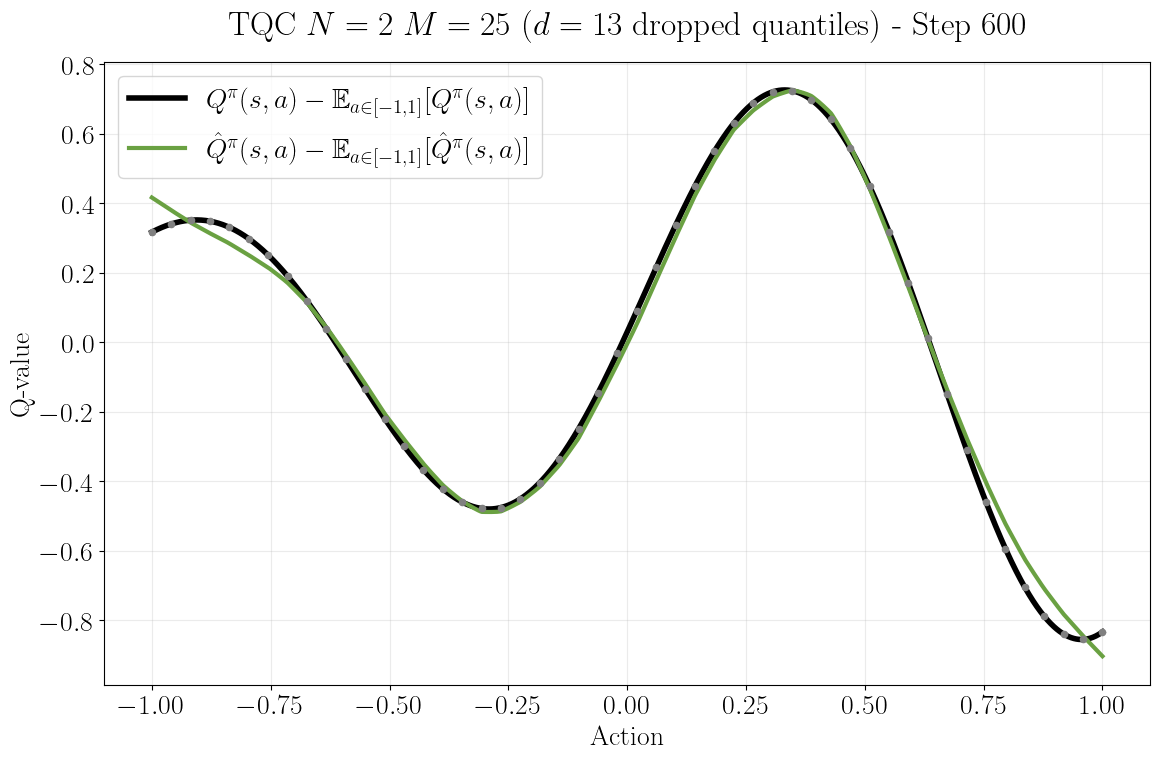 TQC N = 2 M = 25 (d = 13 dropped quantiles) - Step 600
Q^π(s, a) − 𝔼_{a∈[−1,1]}[Q^π(s, a)]
Q̂^π(s, a) − 𝔼_{a∈[−1,1]}[Q̂^π(s, a)]
Q-value
0.8
0.6
0.4
0.2
0.0
−0.2
−0.4
−0.6
−0.8
−1.00 −0.75 −0.50 −0.25 0.00 0.25 0.50 0.75 1.00
Action